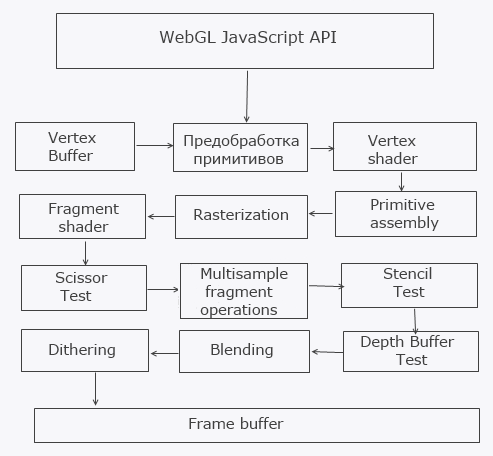 WebGL JavaScript API
Vertex
Buffer
Предобработка
примитивов
Vertex
shader
Fragment
shader
Rasterization
Primitive
assembly
Scissor
Test
Multisample
fragment
operations
Stencil
Test
Dithering
Blending
Depth Buffer
Test
Frame buffer